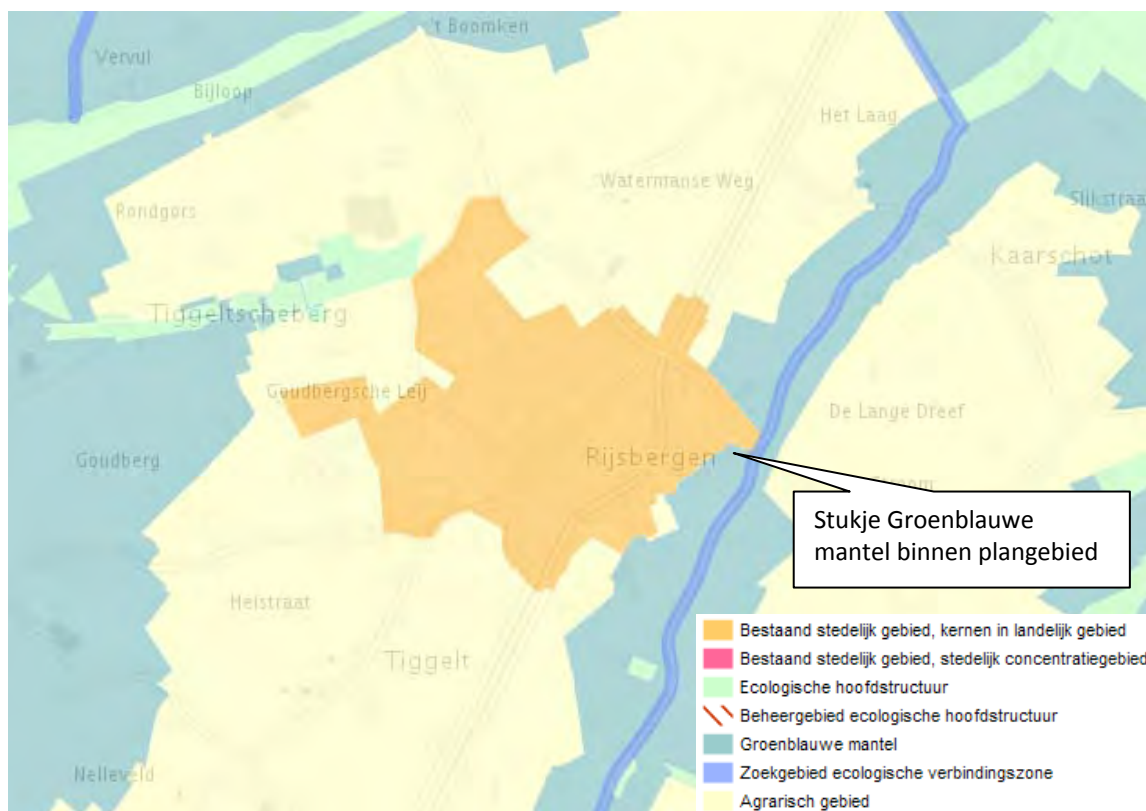 't Boomken
Vervul
Bijloop
Het Laag
Watermanse Weg
Slikstraa
Rondgors
Kaarschot
Tiggeltscheberg
Goudbergsche Leij
De Lange Dreef
Goudberg
Rijsbergen
Stukje Groenblauwe
mantel binnen plangebied
Helstraat
Tiggelt
Nelleveld
Bestaand stedelijk gebied, kernen in landelijk gebied
Bestaand stedelijk gebied, stedelijk concentratiegebied
Ecologische hoofdstructuur
Beheergebied ecologische hoofdstructuur
Groenblauwe mantel
Zoekgebied ecologische verbindingszone
Agrarisch gebied